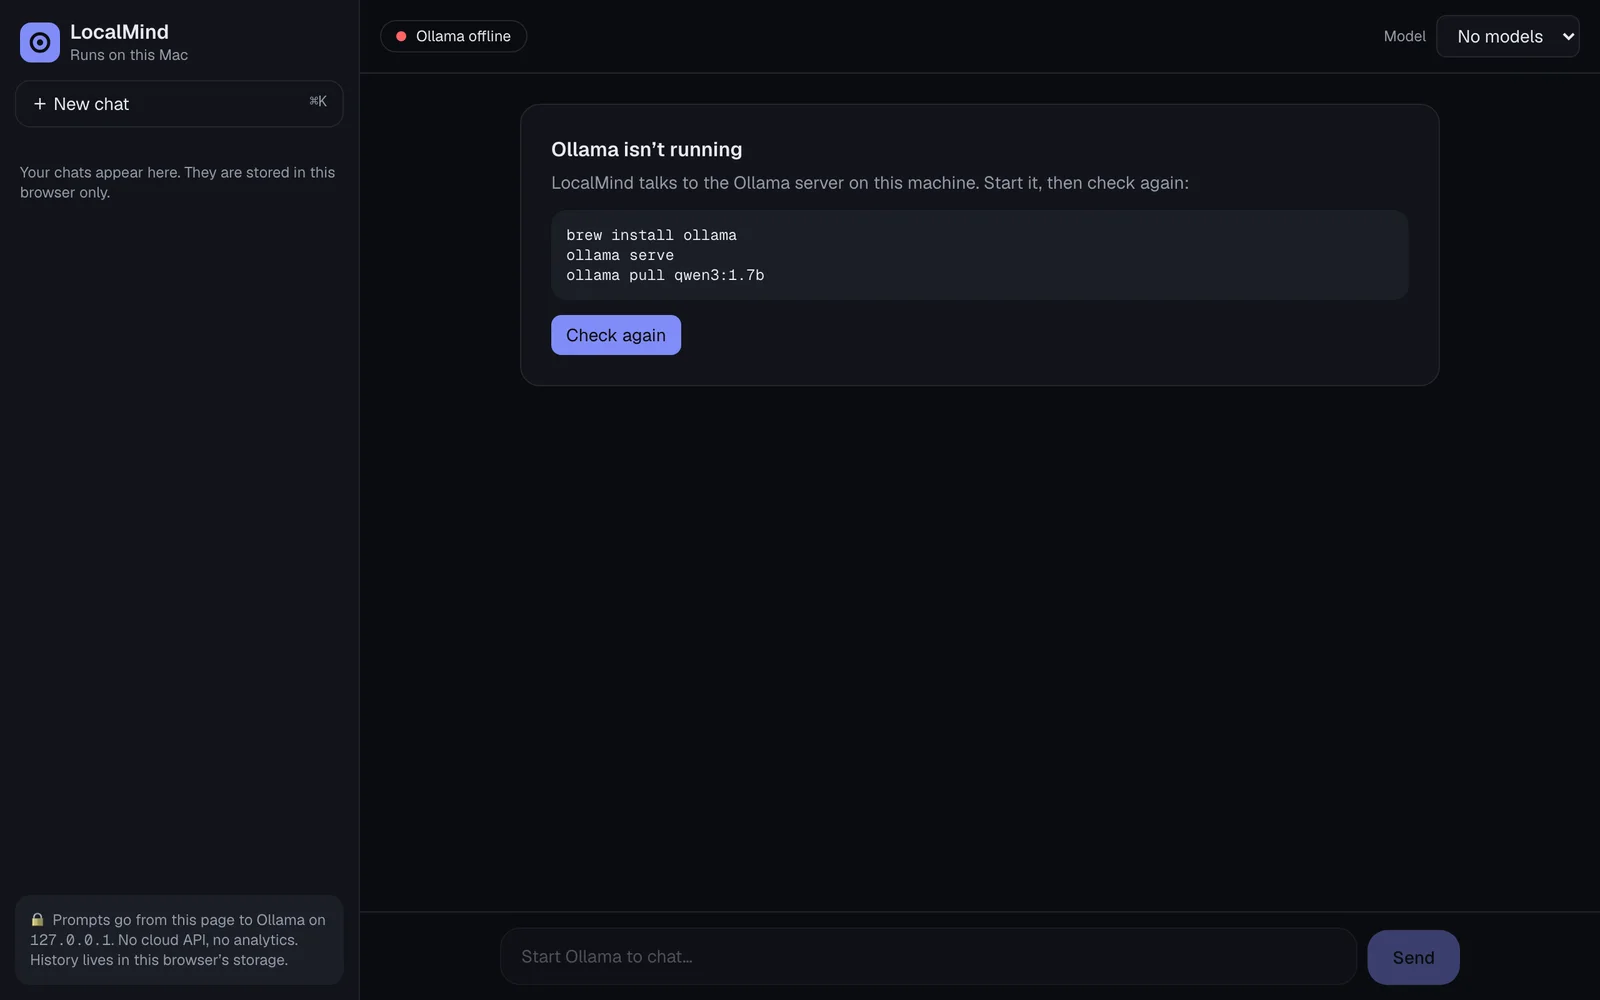 LocalMind
Runs on this Mac
+ New chat ⌘K
Your chats appear here. They are stored in this
browser only.
🔒 Prompts go from this page to Ollama on
127.0.0.1. No cloud API, no analytics.
History lives in this browser's storage.
Ollama offline
Model No models
Ollama isn’t running
LocalMind talks to the Ollama server on this machine. Start it, then check again:
brew install ollama
ollama serve
ollama pull qwen3:1.7b
Check again
Start Ollama to chat…
Send